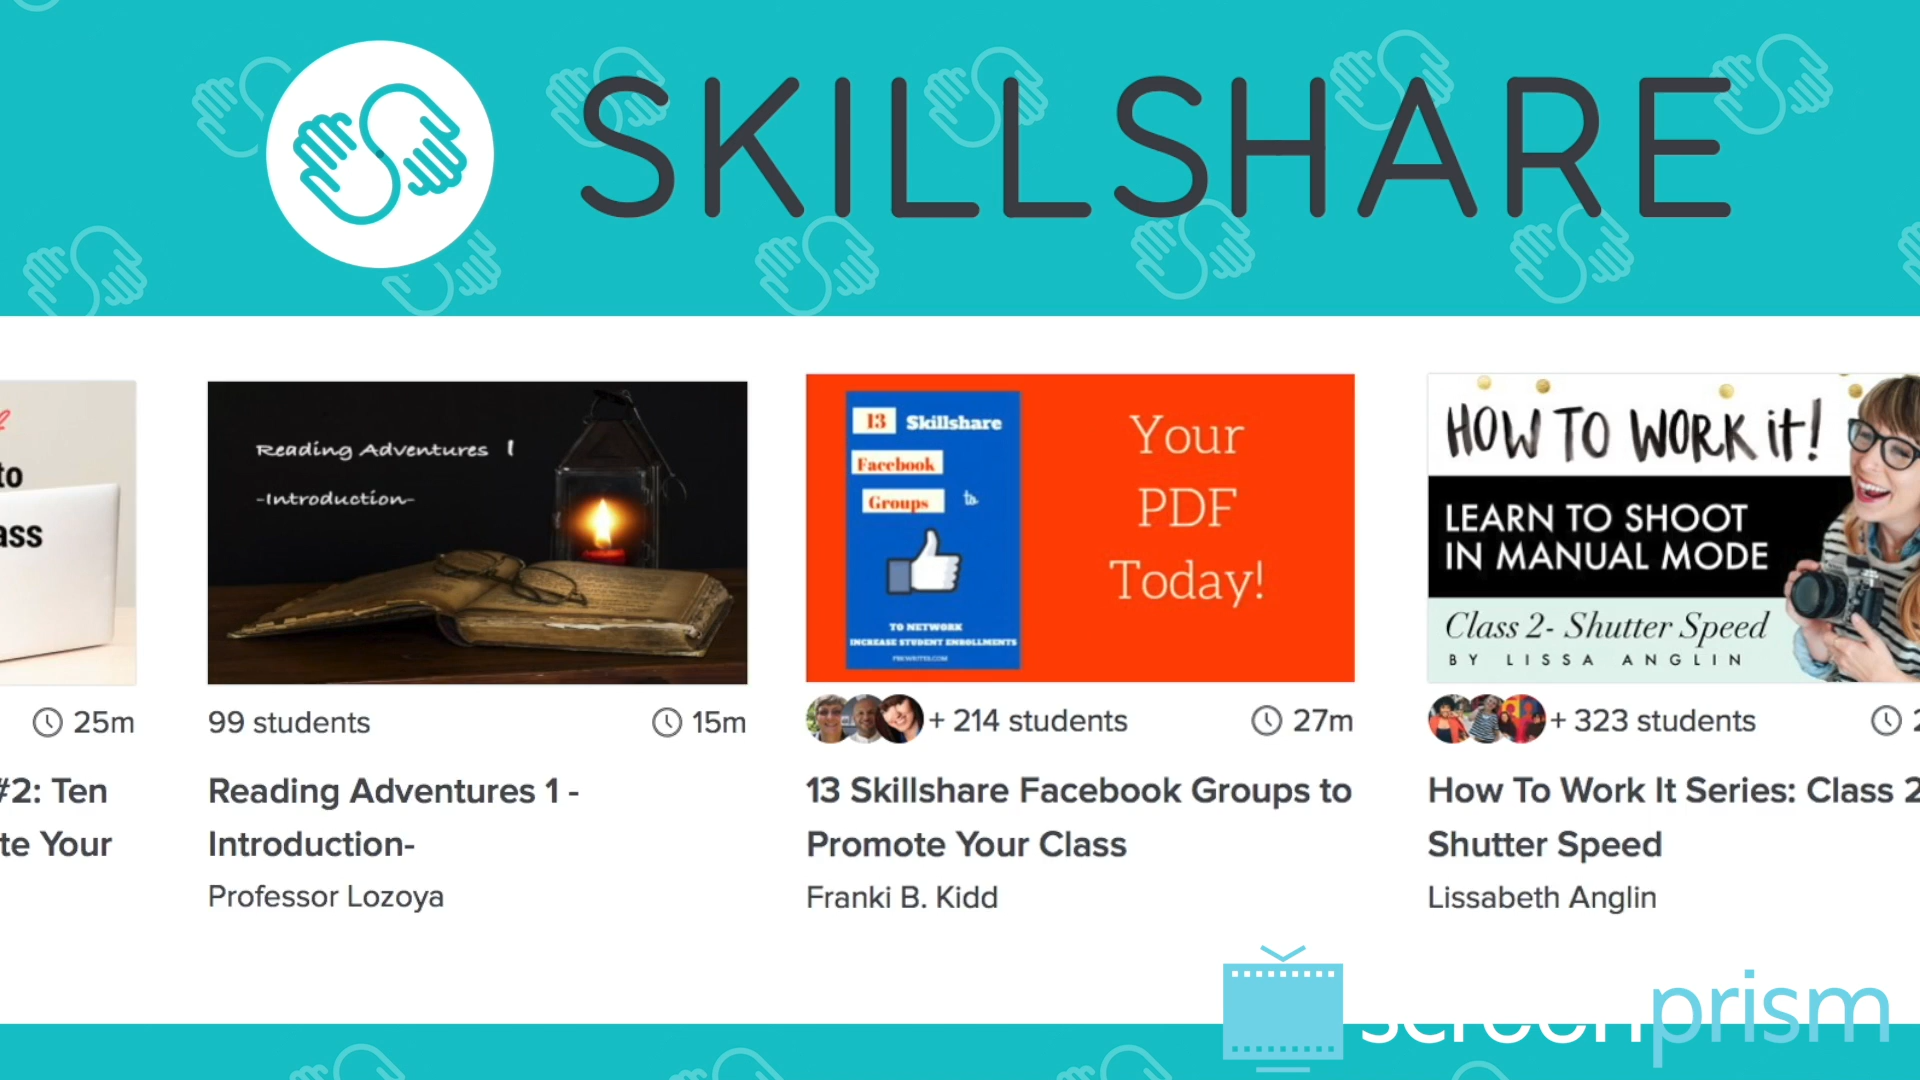 SKILLSHARE
to
ass
25m
#2: Ten
te Your
Reading Adventures 1
-Introduction-
99 students
15m
Reading Adventures 1 -
Introduction-
Professor Lozoya
13 Skillshare
Facebook
Groups to
TO NETWORK
INCREASE STUDENT ENROLLMENTS
Your
PDF
Today!
+ 214 students
27m
13 Skillshare Facebook Groups to
Promote Your Class
Franki B. Kidd
HOW TO WORK it!
LEARN TO SHOOT
IN MANUAL MODE
Class 2- Shutter Speed
BY LISSA ANGLIN
+ 323 students
2
How To Work It Series: Class 2
Shutter Speed
Lissabeth Anglin
screenprism